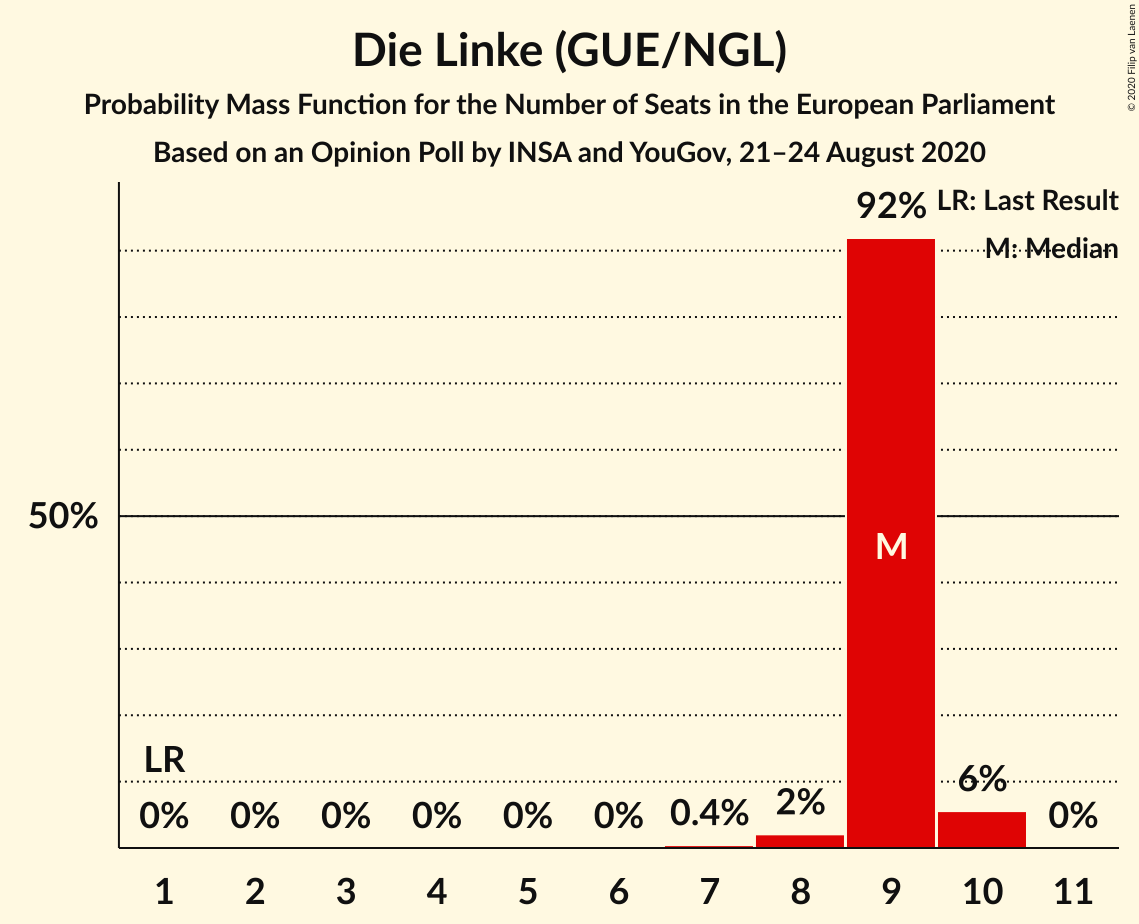 Die Linke (GUE/NGL)
Probability Mass Function for the Number of Seats in the European Parliament
Based on an Opinion Poll by INSA and YouGov, 21–24 August 2020
© 2020 Filip van Laenen
LR: Last Result
M: Median
92%
50%
M
LR
0% 0% 0% 0% 0% 0% 0.4% 2% 6% 0%
1 2 3 4 5 6 7 8 9 10 11